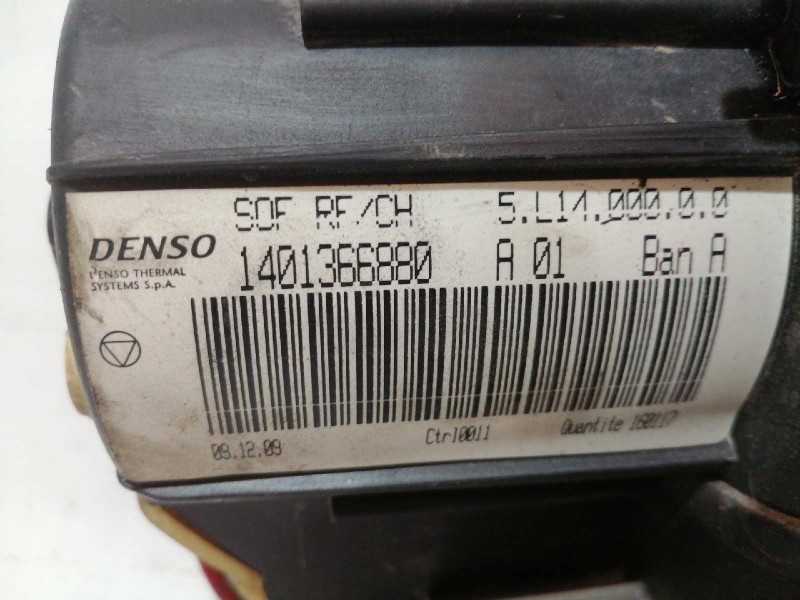 SOF RF/CH 5.L14.000.0.0
DENSO 1401366880 A 01 Ban A
DENSO THERMAL
SYSTEMS S.p.A.
09.12.09 Ctrl0011 Quantite 160117